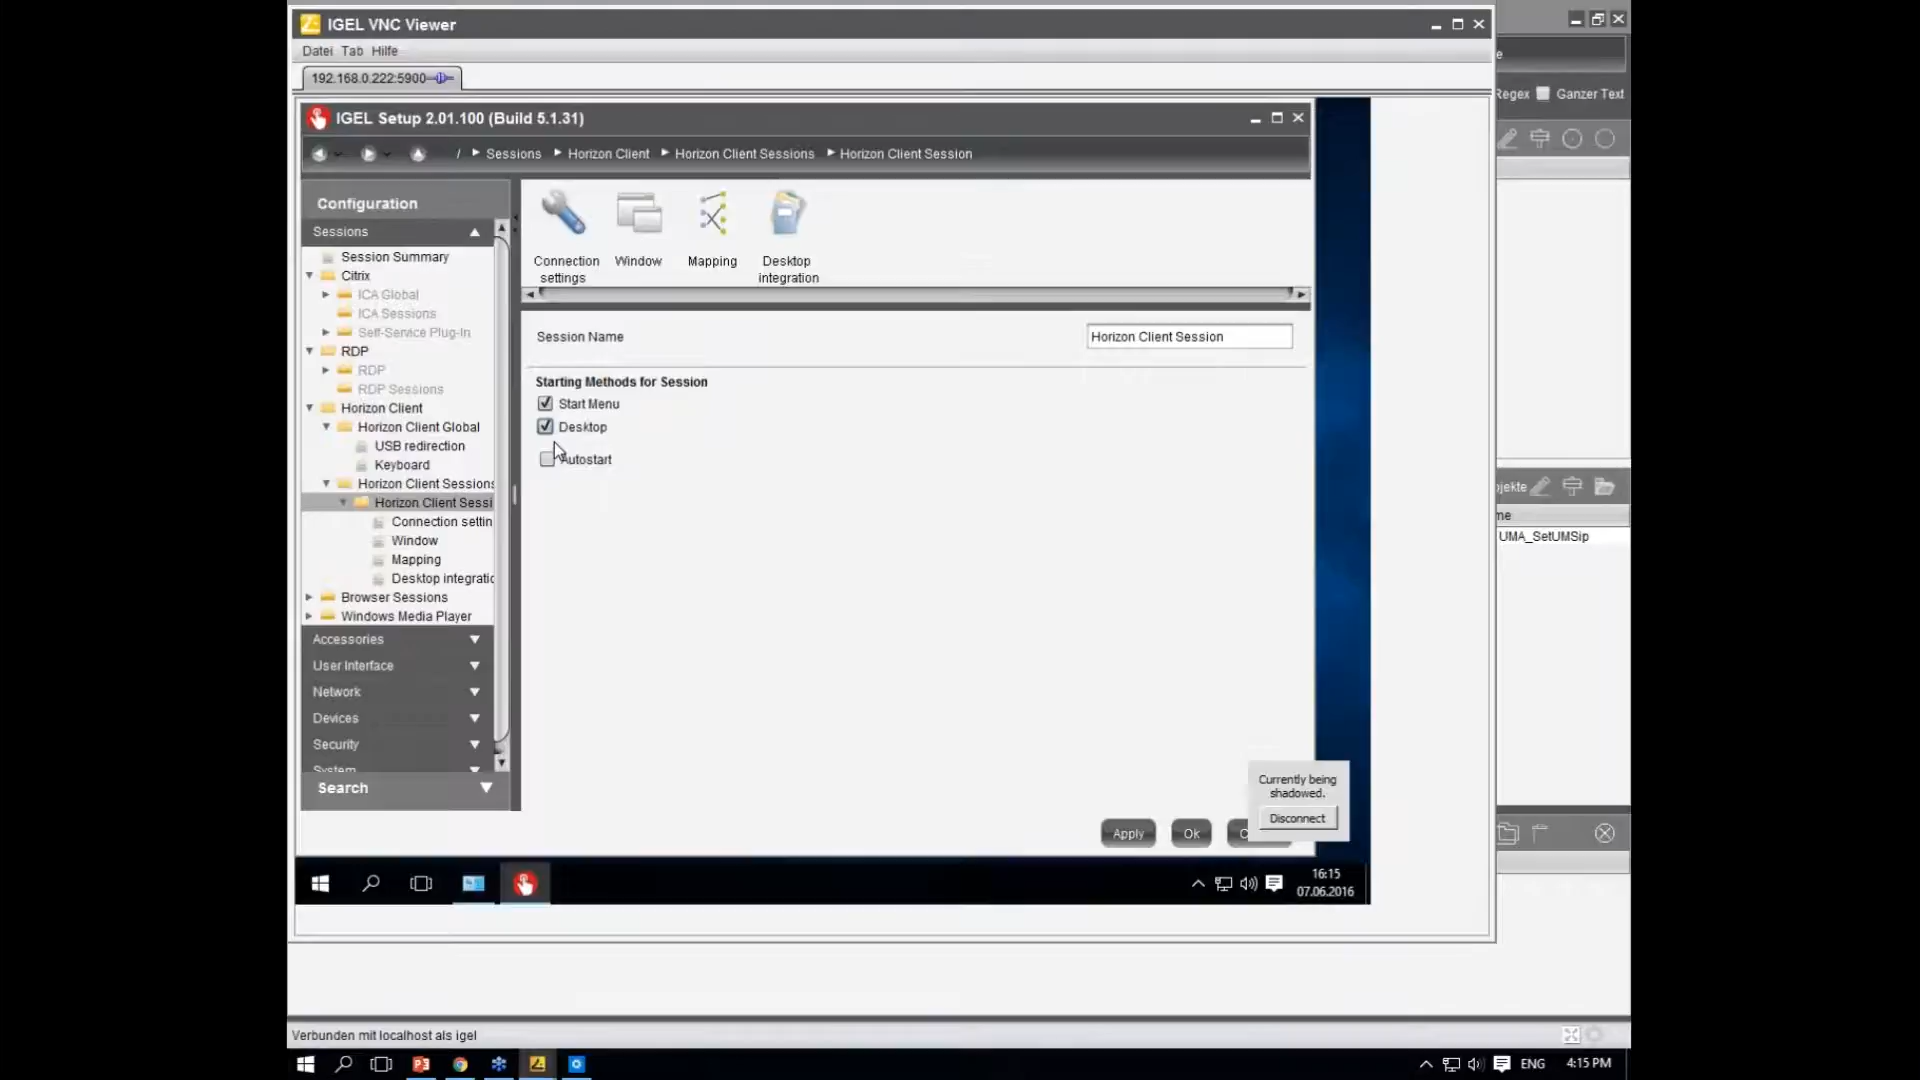 IGEL VNC Viewer
Datei Tab Hilfe
192.168.0.222:5900
IGEL Setup 2.01.100 (Build 5.1.31)
/ Sessions Horizon Client Horizon Client Sessions Horizon Client Session
Configuration
Sessions
Session Summary
Citrix
ICA Global
ICA Sessions
Self-Service Plug-In
RDP
RDP
RDP Sessions
Horizon Client
Horizon Client Global
USB redirection
Keyboard
Horizon Client Sessions
Horizon Client Sessi
Connection settin
Window
Mapping
Desktop integratio
Browser Sessions
Windows Media Player
Accessories
User Interface
Network
Devices
Security
System
Search
Connection settings
Window
Mapping
Desktop integration
Session Name
Horizon Client Session
Starting Methods for Session
Start Menu
Desktop
Autostart
Apply
Ok
C
Currently being
shadowed.
Disconnect
16:15
07.06.2016
e
Regex
Ganzer Text
ojekte
me
UMA_SetUMSip
Verbunden mit localhost als igel
ENG
4:15 PM